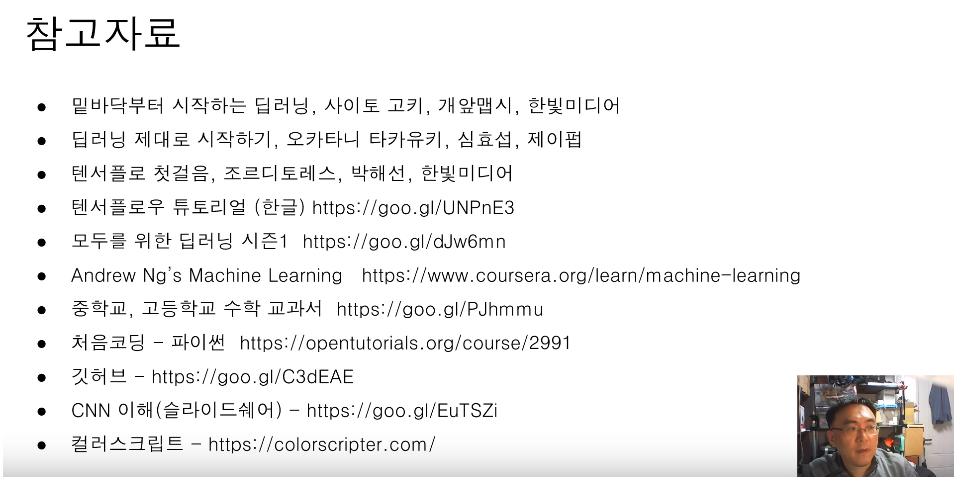 참고자료
● 밑바닥부터 시작하는 딥러닝, 사이토 고키, 개앞맵시, 한빛미디어
● 딥러닝 제대로 시작하기, 오카타니 타카유키, 심효섭, 제이펍
● 텐서플로 첫걸음, 조르디토레스, 박해선, 한빛미디어
● 텐서플로우 튜토리얼 (한글) https://goo.gl/UNPnE3
● 모두를 위한 딥러닝 시즌1 https://goo.gl/dJw6mn
● Andrew Ng's Machine Learning https://www.coursera.org/learn/machine-learning
● 중학교, 고등학교 수학 교과서 https://goo.gl/PJhmmu
● 처음코딩 - 파이썬 https://opentutorials.org/course/2991
● 깃허브 - https://goo.gl/C3dEAE
● CNN 이해(슬라이드쉐어) - https://goo.gl/EuTSZi
● 컬러스크립트 - https://colorscripter.com/